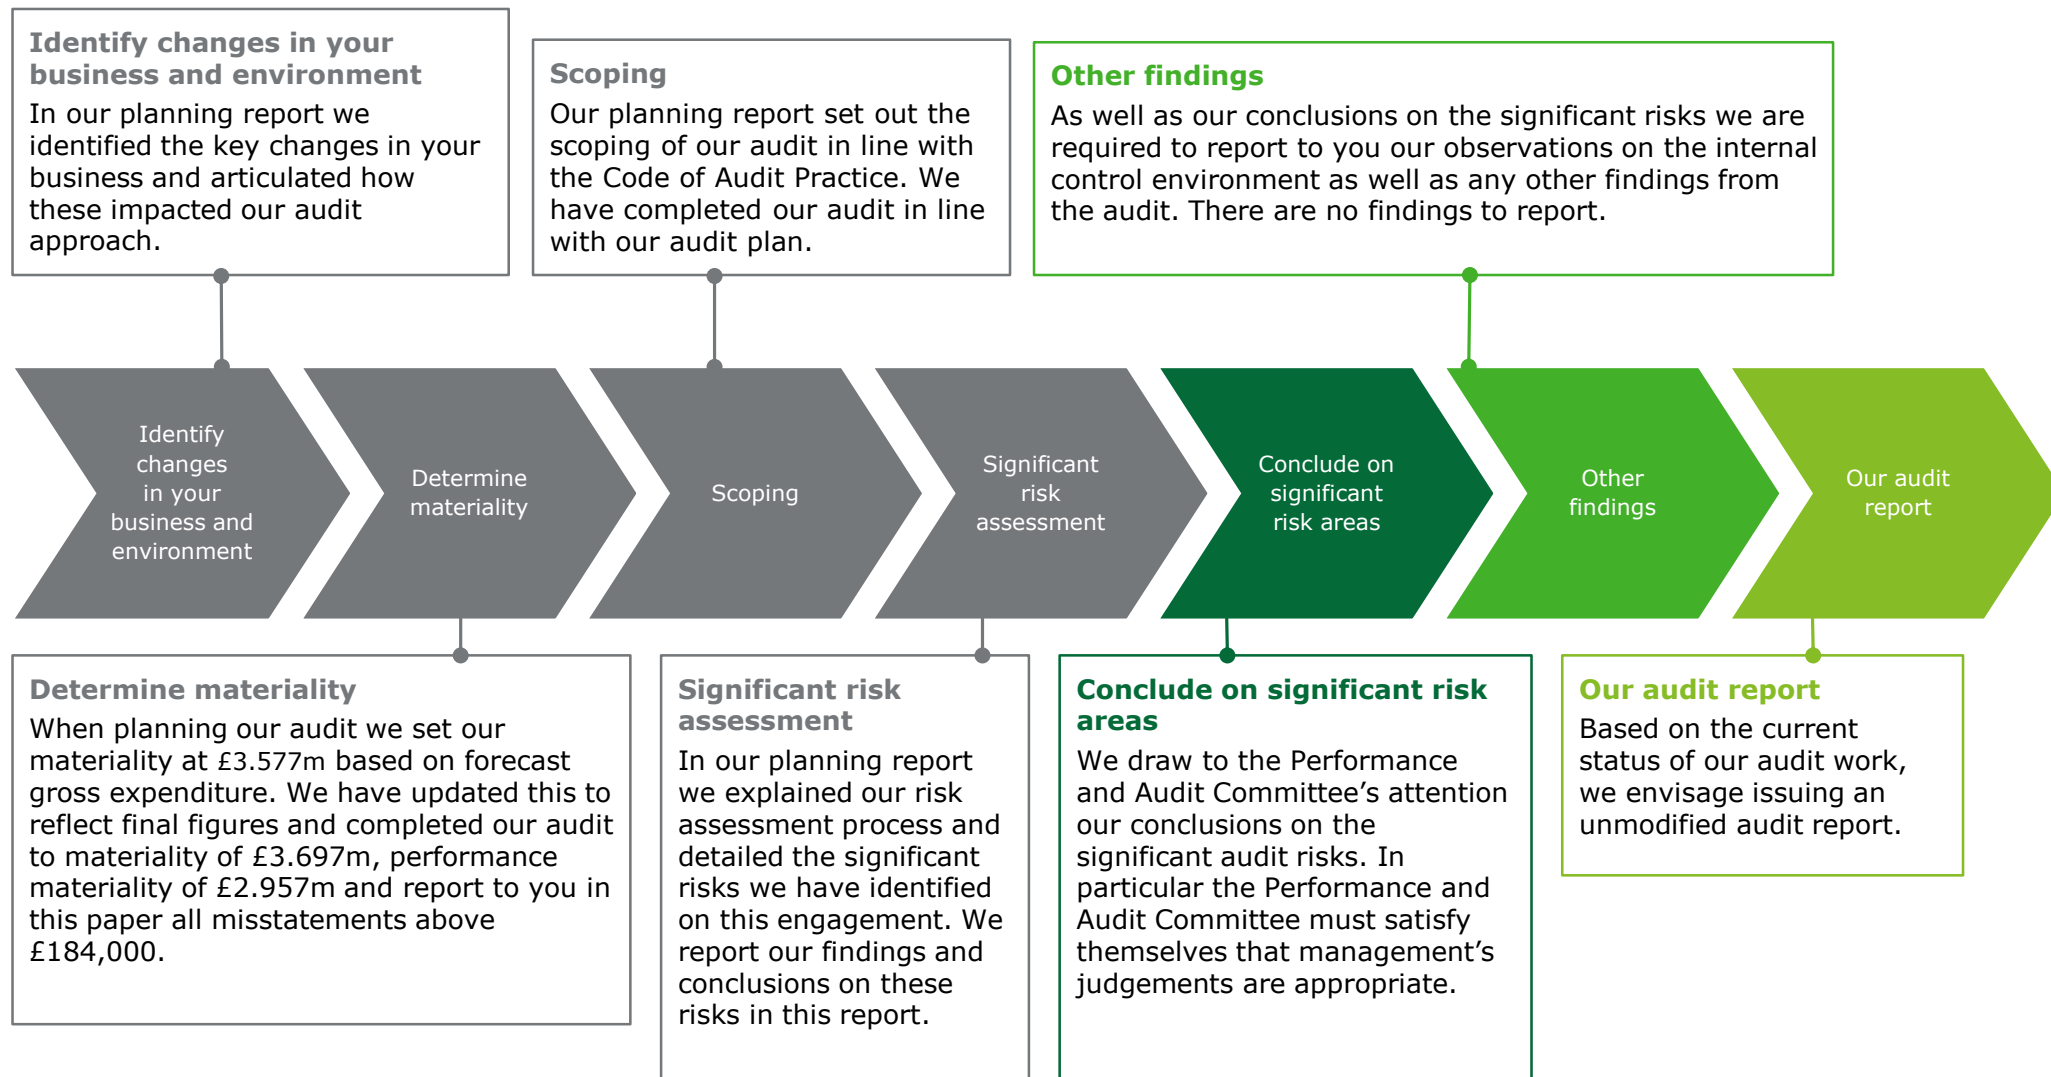 Identify changes in your
business and environment
In our planning report we
identified the key changes in your
business and articulated how
these impacted our audit
approach.
Scoping
Our planning report set out the
scoping of our audit in line with
the Code of Audit Practice. We
have completed our audit in line
with our audit plan.
Other findings
As well as our conclusions on the significant risks we are
required to report to you our observations on the internal
control environment as well as any other findings from
the audit. There are no findings to report.
Identify
changes
in your
business and
environment
Determine
materiality
Scoping
Significant
risk
assessment
Conclude on
significant
risk areas
Other
findings
Our audit
report
Determine materiality
When planning our audit we set our
materiality at £3.577m based on forecast
gross expenditure. We have updated this to
reflect final figures and completed our audit
to materiality of £3.697m, performance
materiality of £2.957m and report to you in
this paper all misstatements above
£184,000.
Significant risk
assessment
In our planning report
we explained our risk
assessment process and
detailed the significant
risks we have identified
on this engagement. We
report our findings and
conclusions on these
risks in this report.
Conclude on significant risk
areas
We draw to the Performance
and Audit Committee’s attention
our conclusions on the
significant audit risks. In
particular the Performance and
Audit Committee must satisfy
themselves that management’s
judgements are appropriate.
Our audit report
Based on the current
status of our audit work,
we envisage issuing an
unmodified audit report.